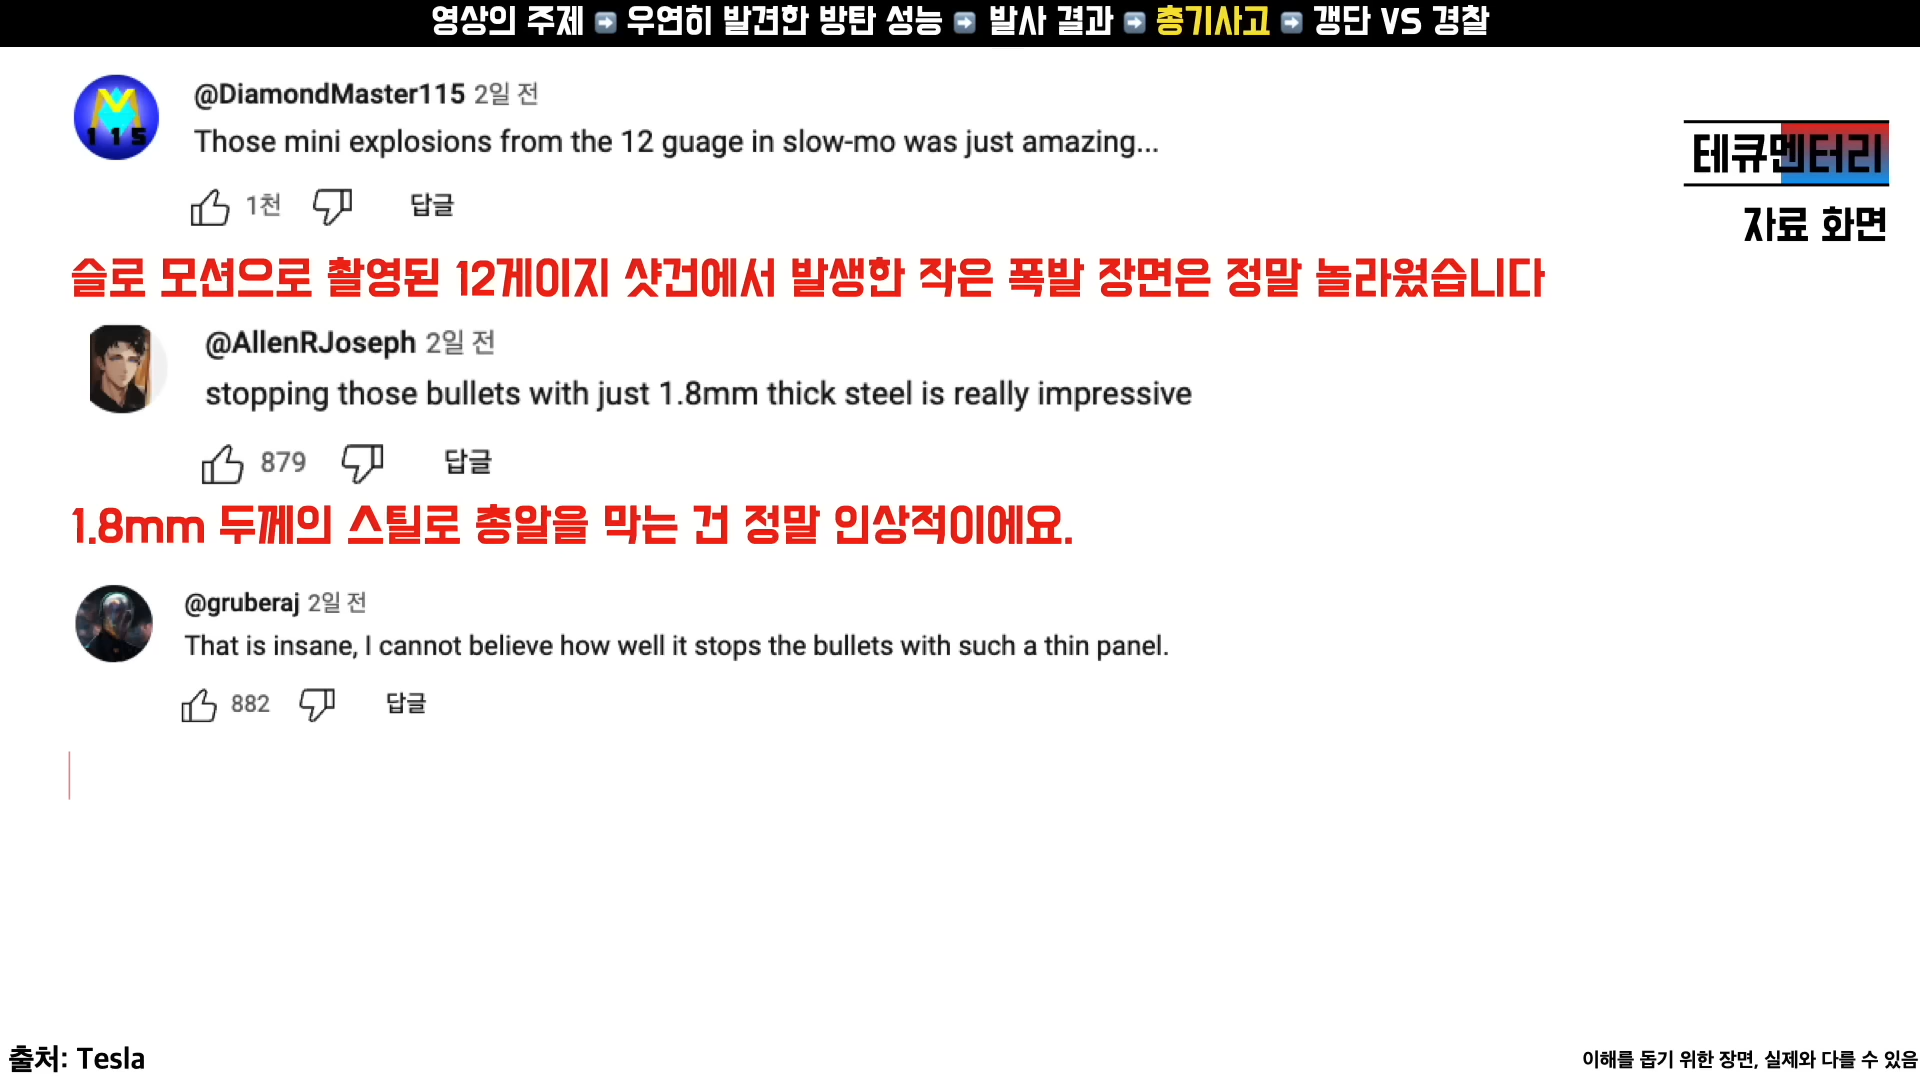 영상의 주제 ➡ 우연히 발견한 방탄 성능 ➡ 발사 결과 ➡ 총기사고 ➡ 갱단 VS 경찰
테큐멘터리
자료 화면
115
@DiamondMaster115 2일 전
Those mini explosions from the 12 guage in slow-mo was just amazing...
1천 답글
슬로 모션으로 촬영된 12게이지 샷건에서 발생한 작은 폭발 장면은 정말 놀라웠습니다
@AllenRJoseph 2일 전
stopping those bullets with just 1.8mm thick steel is really impressive
879 답글
1.8mm 두께의 스틸로 총알을 막는 건 정말 인상적이에요.
@gruberaj 2일 전
That is insane, I cannot believe how well it stops the bullets with such a thin panel.
882 답글
출처: Tesla
이해를 돕기 위한 장면, 실제와 다를 수 있음